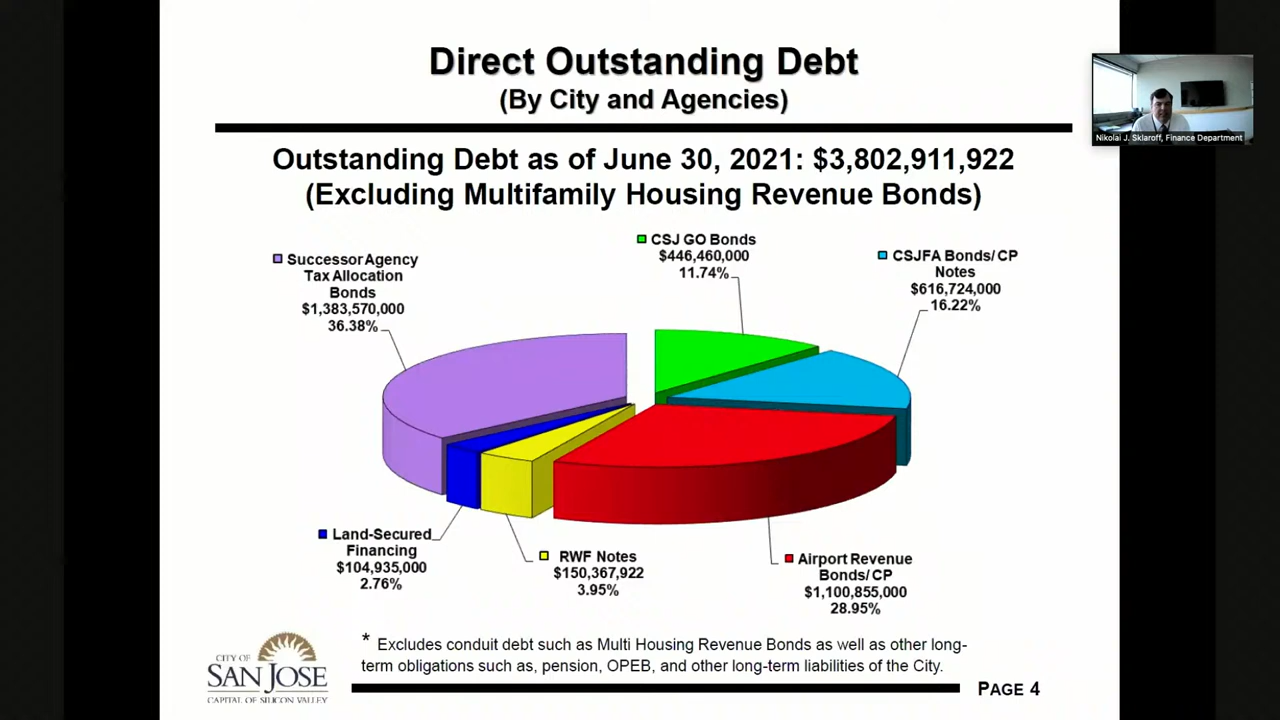 Direct Outstanding Debt
(By City and Agencies)
Nikolai J. Sklaroff, Finance Department
Outstanding Debt as of June 30, 2021: $3,802,911,922
(Excluding Multifamily Housing Revenue Bonds)
Successor Agency
Tax Allocation
Bonds
$1,383,570,000
36.38%
CSJ GO Bonds
$446,460,000
11.74%
CSJFA Bonds/ CP
Notes
$616,724,000
16.22%
Land-Secured
Financing
$104,935,000
2.76%
RWF Notes
$150,367,922
3.95%
Airport Revenue
Bonds/ CP
$1,100,855,000
28.95%
* Excludes conduit debt such as Multi Housing Revenue Bonds as well as other long-
term obligations such as, pension, OPEB, and other long-term liabilities of the City.
CITY OF
SAN JOSE
CAPITAL OF SILICON VALLEY
PAGE 4